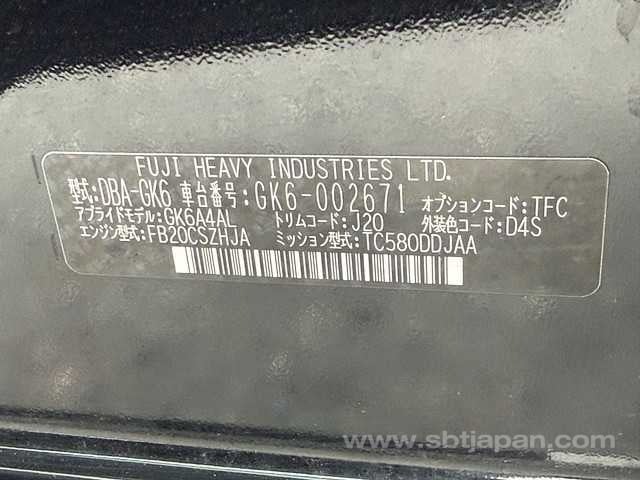 FUJI HEAVY INDUSTRIES LTD.
型式:DBA-GK6 車台番号:GK6-002671 オプションコード:TFC
アプライドモデル:GK6A4AL トリムコード:J20 外装色コード:D4S
エンジン型式:FB20CSZHJA ミッション型式:TC580DDJAA
www.sbtjapan.com